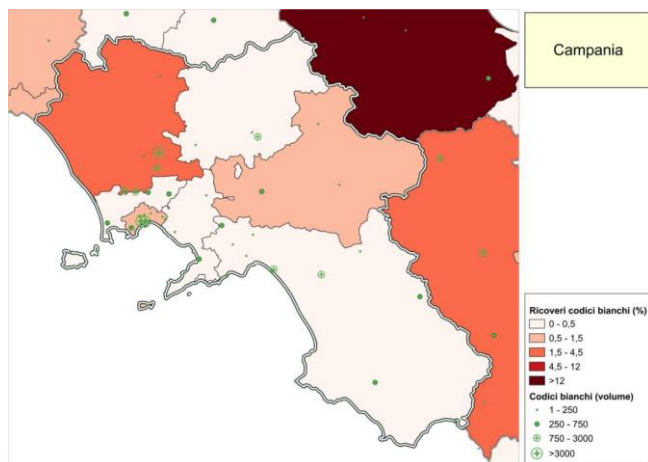 Campania
Ricoveri codici bianchi (%)
0 - 0,5
0,5 - 1,5
1,5 - 4,5
4,5 - 12
>12
Codici bianchi (volume)
1 - 250
250 - 750
750 - 3000
>3000